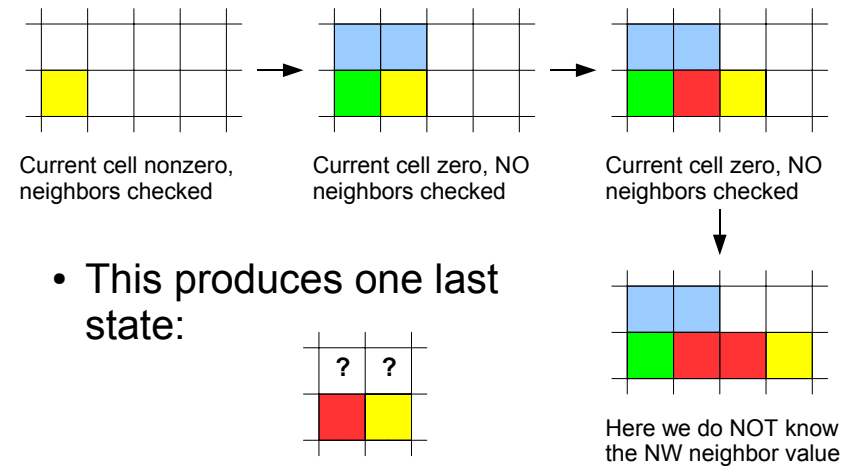 Current cell nonzero,
neighbors checked
Current cell zero, NO
neighbors checked
Current cell zero, NO
neighbors checked
• This produces one last
state:
? ?
Here we do NOT know
the NW neighbor value